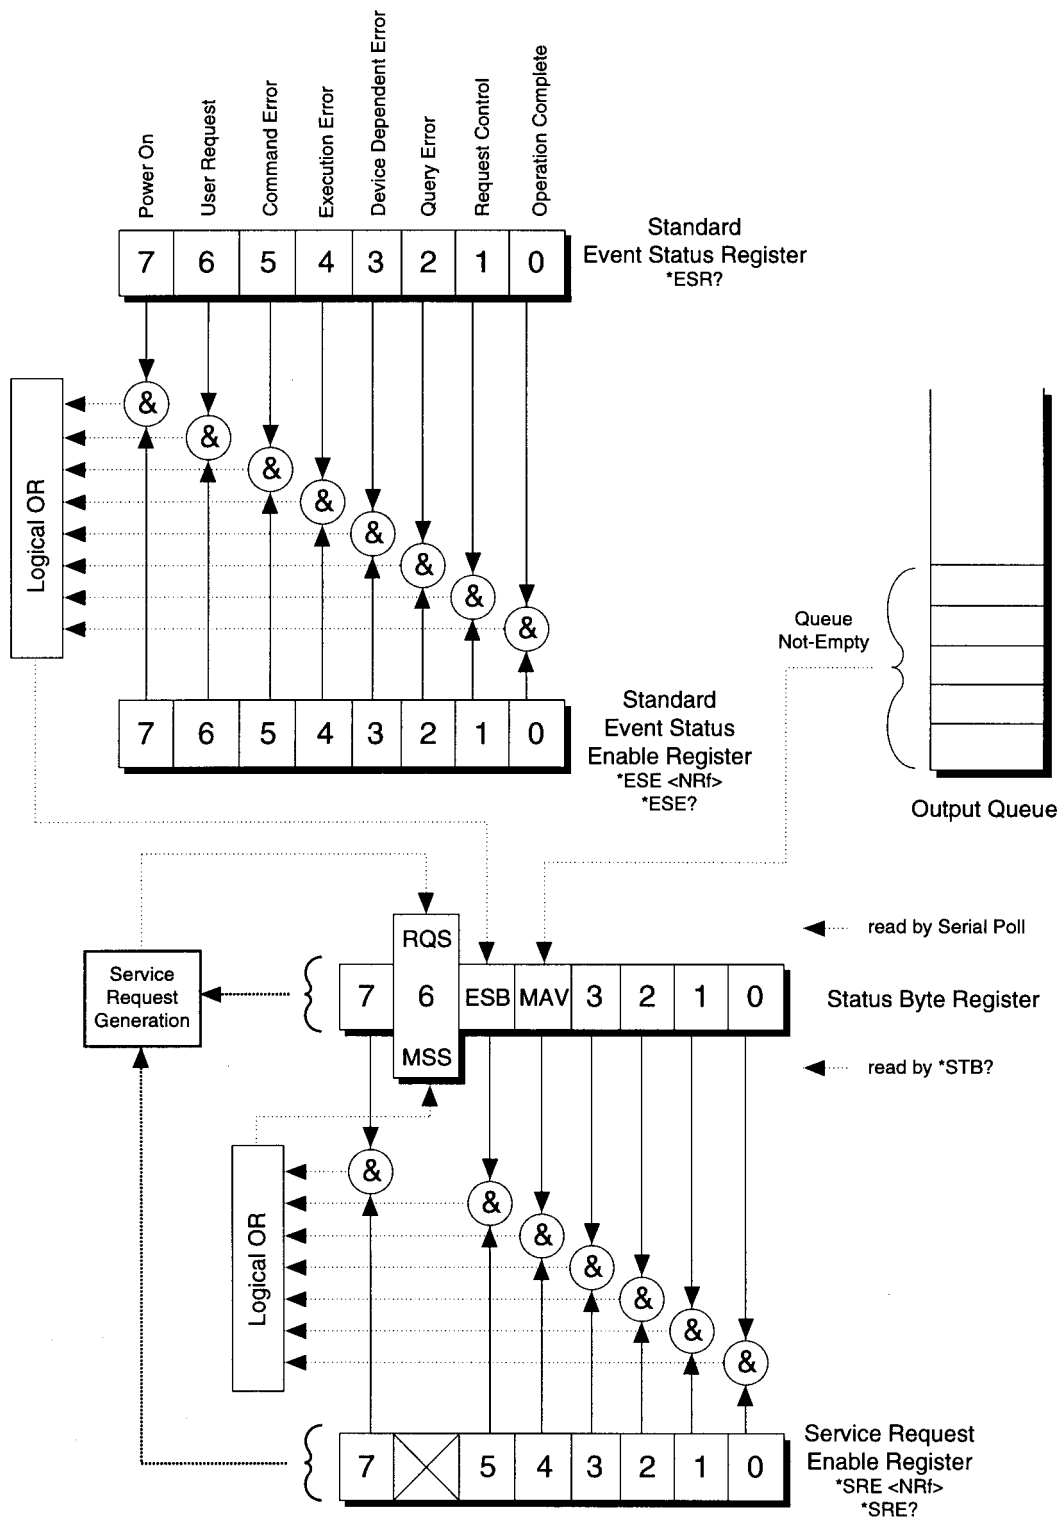 Power On
User Request
Command Error
Execution Error
Device Dependent Error
Query Error
Request Control
Operation Complete
7 6 5 4 3 2 1 0
Standard
Event Status Register
*ESR?
Logical OR
&
&
&
&
&
&
&
&
7 6 5 4 3 2 1 0
Standard
Event Status
Enable Register
*ESE <NRf>
*ESE?
Queue
Not-Empty
Output Queue
Service
Request
Generation
RQS
7 6 ESB MAV 3 2 1 0
MSS
read by Serial Poll
Status Byte Register
read by *STB?
Logical OR
&
&
&
&
&
&
&
7 5 4 3 2 1 0
Service Request
Enable Register
*SRE <NRf>
*SRE?